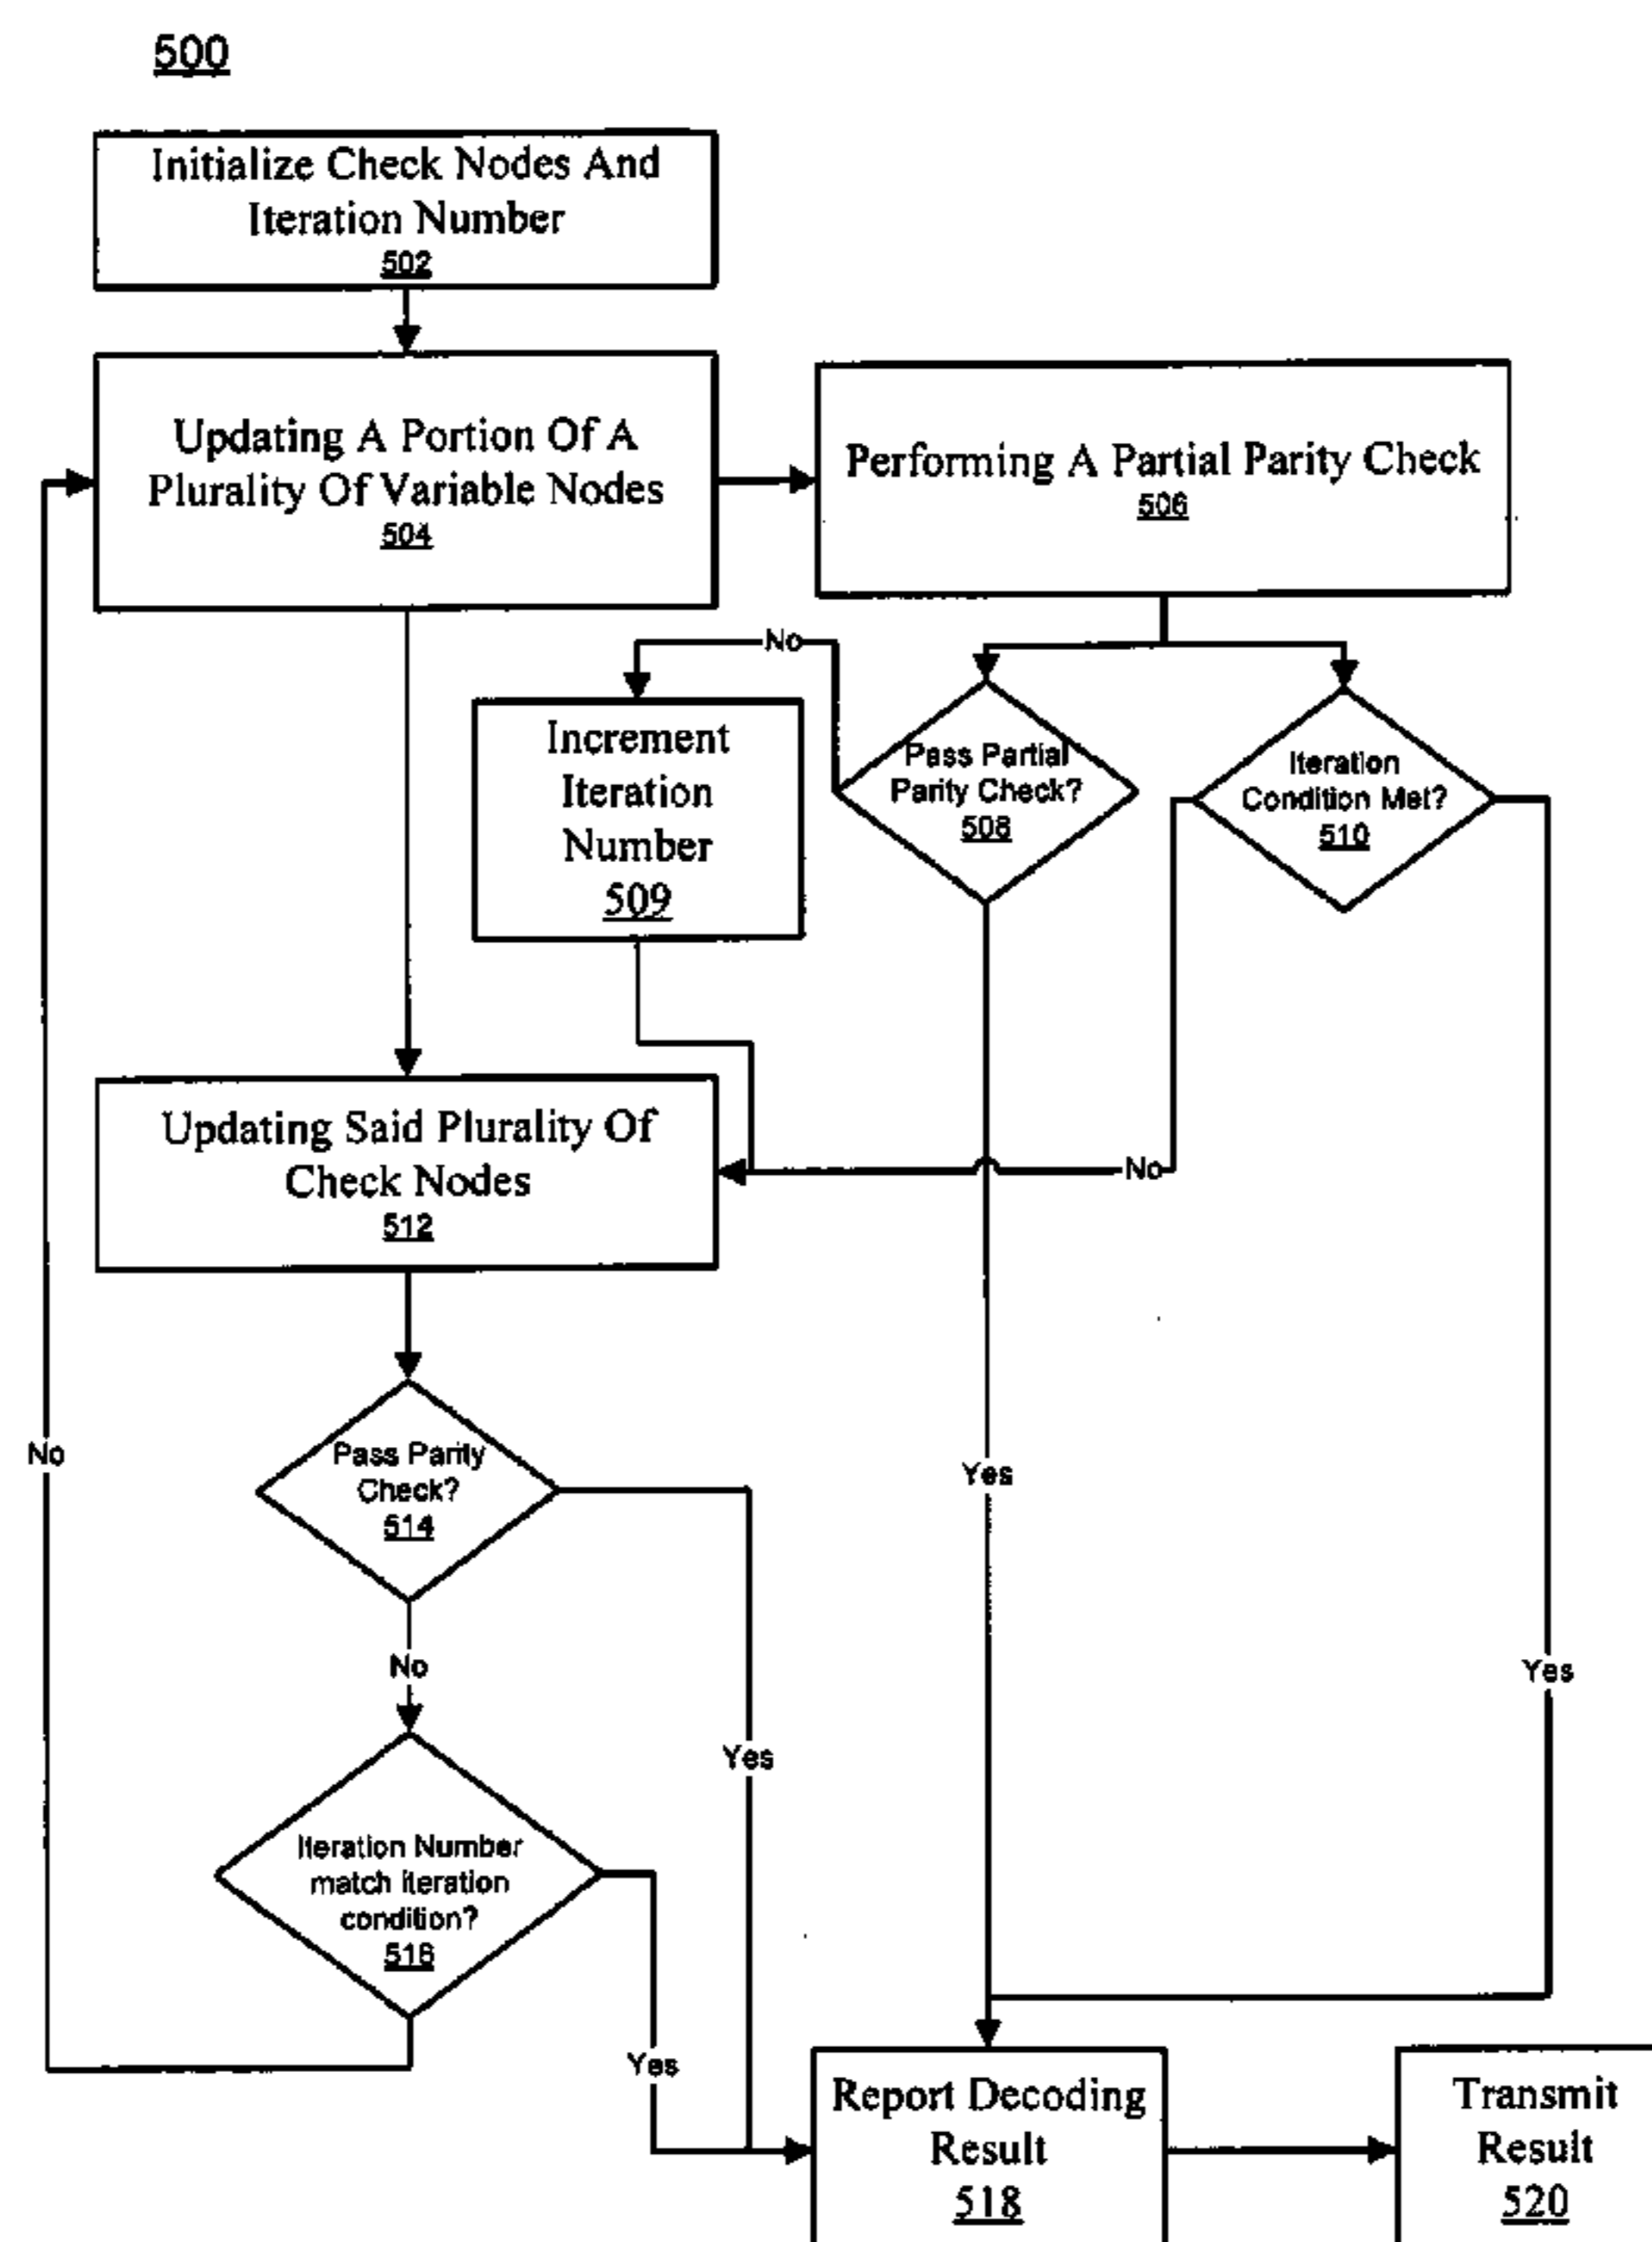 500
Initialize Check Nodes And
Iteration Number
502
Updating A Portion Of A
Plurality Of Variable Nodes
504
Performing A Partial Parity Check
506
No
Increment
Iteration
Number
509
Pass Partial
Parity Check?
508
Iteration
Condition Met?
510
Updating Said Plurality Of
Check Nodes
512
No
Pass Parity
Check?
514
No
Yes
No
Yes
Yes
Iteration Number
match iteration
condition?
516
Yes
Report Decoding
Result
518
Transmit
Result
520